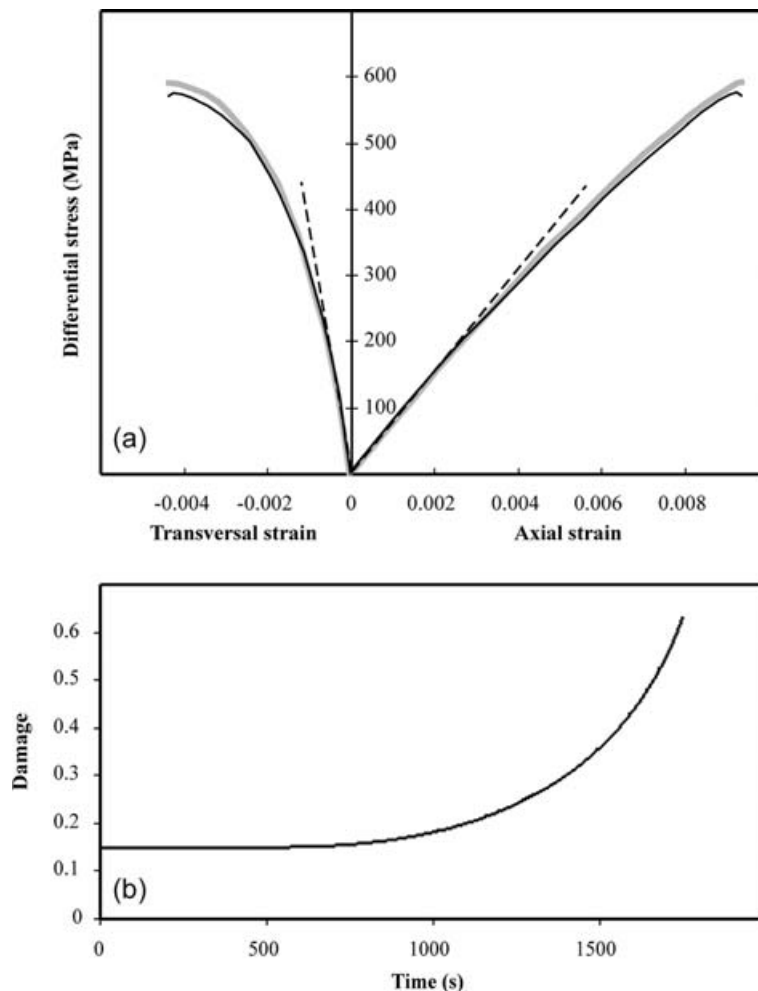 600
500
400
300
200
100
Differential stress (MPa)
(a)
-0.004 -0.002 0 0.002 0.004 0.006 0.008
Transversal strain Axial strain
0.6
0.5
0.4
0.3
0.2
0.1
0
Damage
(b)
0 500 1000 1500
Time (s)